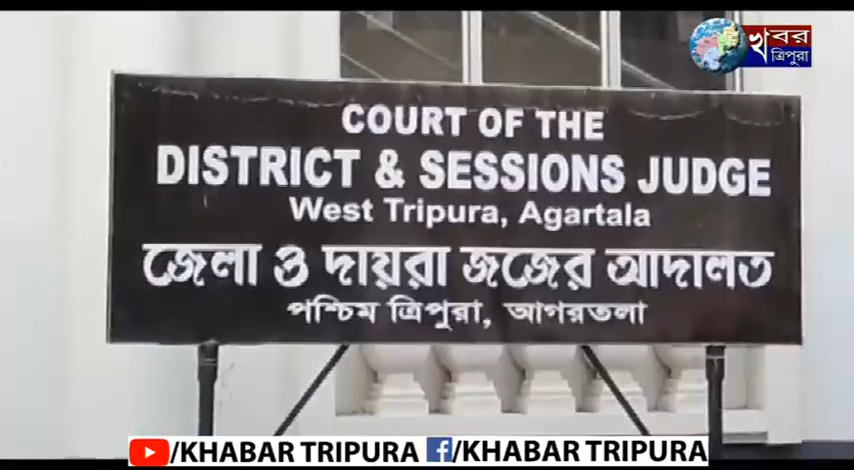 খবর
ত্রিপুরা
COURT OF THE
DISTRICT & SESSIONS JUDGE
West Tripura, Agartala
জেলা ও দায়রা জজের আদালত
পশ্চিম ত্রিপুরা, আগরতলা
/KHABAR TRIPURA f/KHABAR TRIPURA